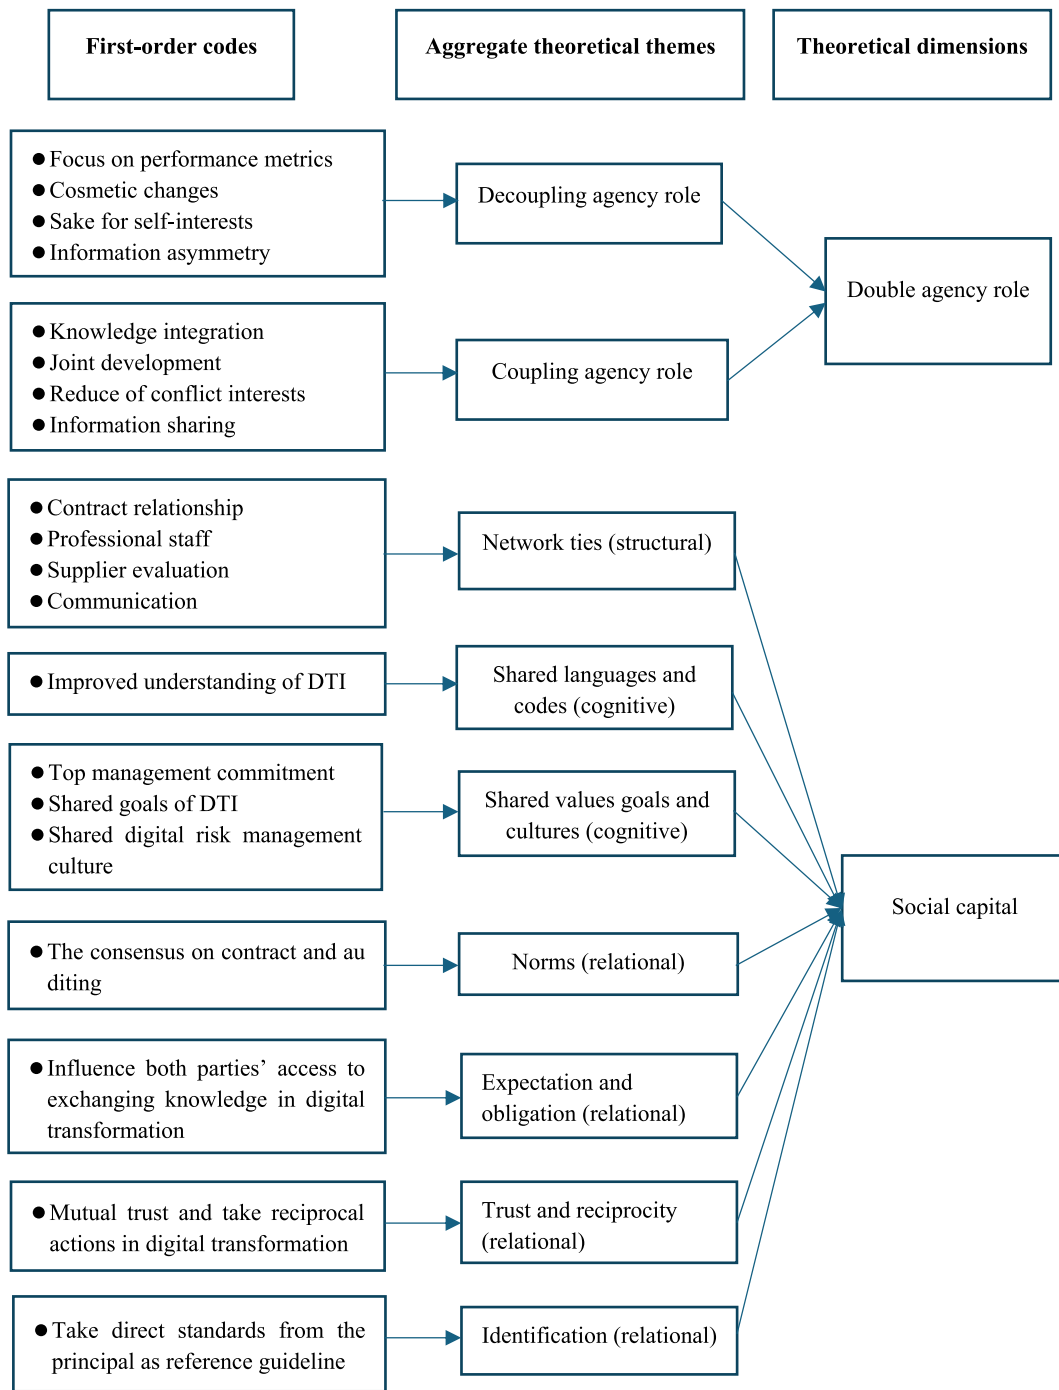 First-order codes
Aggregate theoretical themes
Theoretical dimensions
● Focus on performance metrics
● Cosmetic changes
● Sake for self-interests
● Information asymmetry
Decoupling agency role
Double agency role
● Knowledge integration
● Joint development
● Reduce of conflict interests
● Information sharing
Coupling agency role
● Contract relationship
● Professional staff
● Supplier evaluation
● Communication
Network ties (structural)
● Improved understanding of DTI
Shared languages and
codes (cognitive)
● Top management commitment
● Shared goals of DTI
● Shared digital risk management
culture
Shared values goals and
cultures (cognitive)
Social capital
● The consensus on contract and au
diting
Norms (relational)
● Influence both parties’ access to
exchanging knowledge in digital
transformation
Expectation and
obligation (relational)
● Mutual trust and take reciprocal
actions in digital transformation
Trust and reciprocity
(relational)
● Take direct standards from the
principal as reference guideline
Identification (relational)